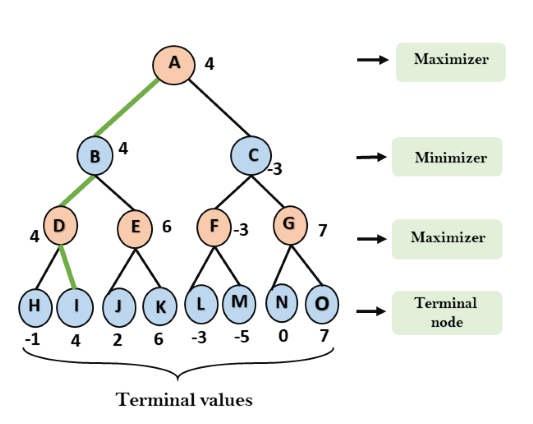 A 4 Maximizer
B 4 C -3 Minimizer
4 D E 6 F -3 G 7 Maximizer
H I J K L M N O Terminal
node
-1 4 2 6 -3 -5 0 7
Terminal values